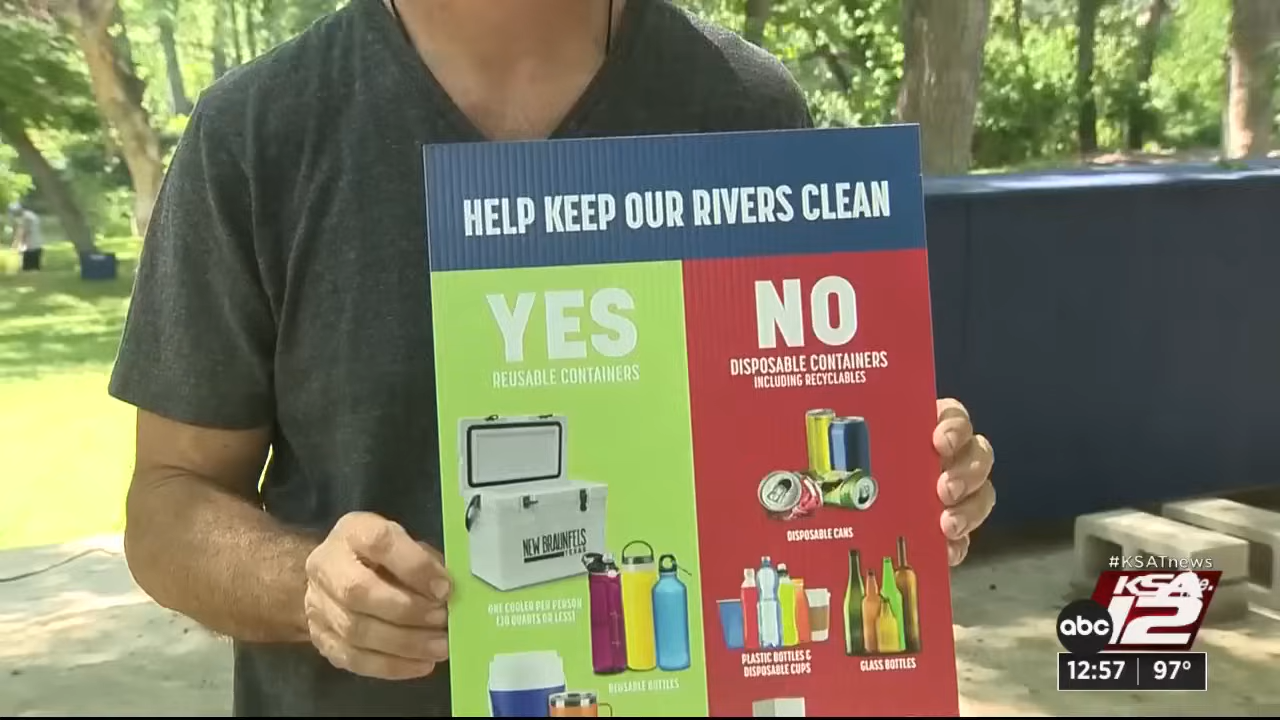 HELP KEEP OUR RIVERS CLEAN
YES
REUSABLE CONTAINERS
NEW BRAUNFELS
TEXAS
ONE COOLER PER PERSON
(30 QUARTS OR LESS)
REUSABLE BOTTLES
NO
DISPOSABLE CONTAINERS
INCLUDING RECYCLABLES
DISPOSABLE CANS
PLASTIC BOTTLES &
DISPOSABLE CUPS
GLASS BOTTLES
#KSATnews
KSA
abc 12
12:57 97°